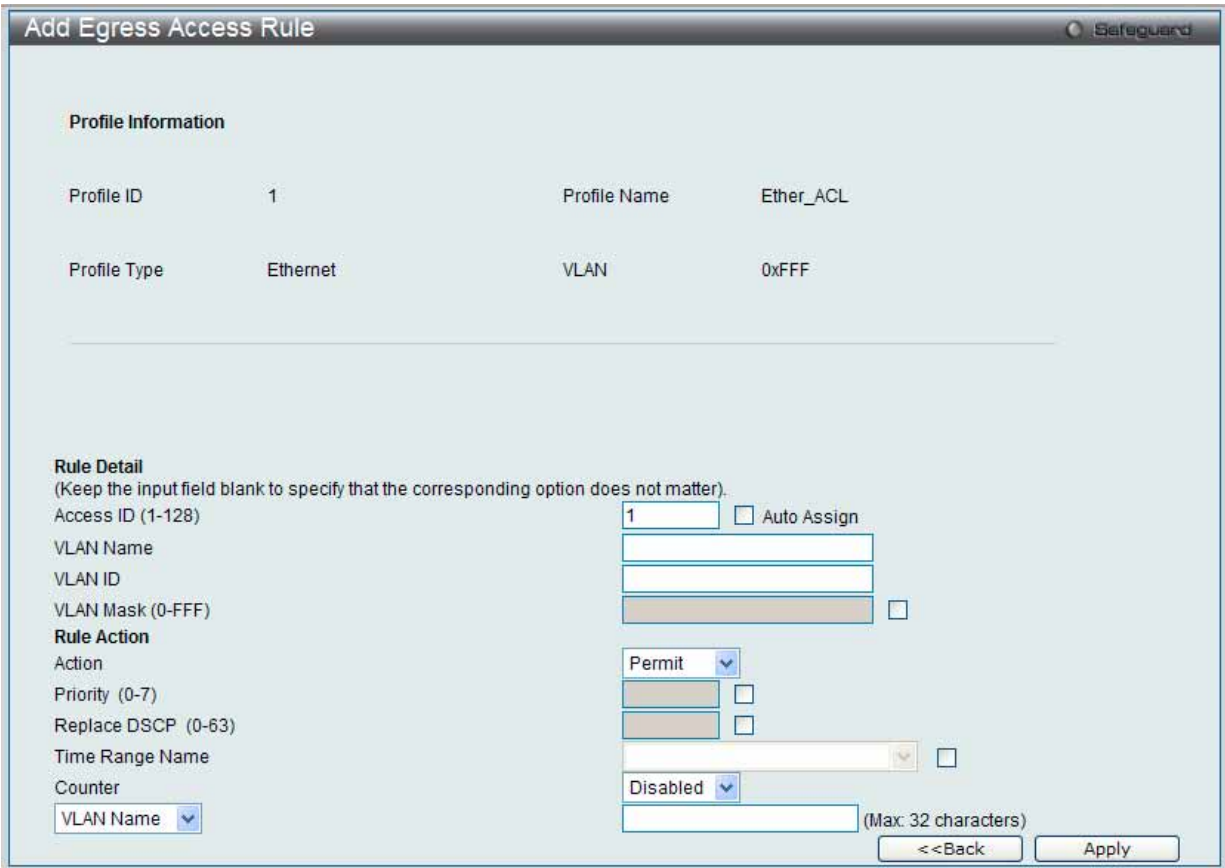 Add Egress Access Rule
Safeguard
Profile Information
Profile ID 1 Profile Name Ether_ACL
Profile Type Ethernet VLAN 0xFFF
Rule Detail
(Keep the input field blank to specify that the corresponding option does not matter).
Access ID (1-128) 1 Auto Assign
VLAN Name
VLAN ID
VLAN Mask (0-FFF)
Rule Action
Action Permit
Priority (0-7)
Replace DSCP (0-63)
Time Range Name
Counter Disabled
VLAN Name (Max: 32 characters)
<<Back Apply